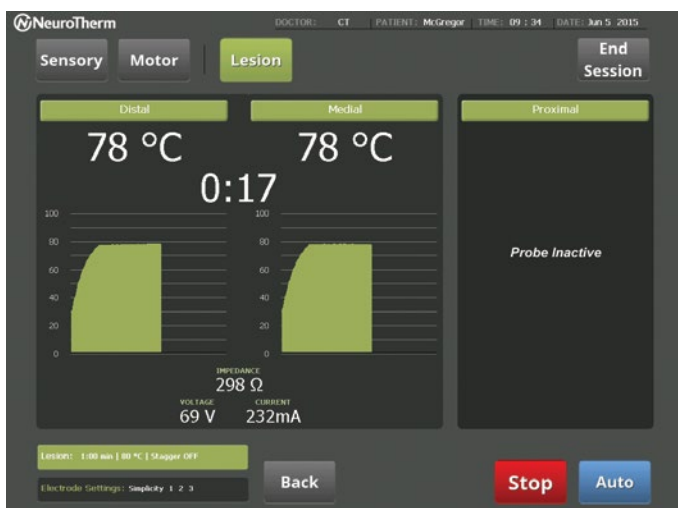 NeuroTherm DOCTOR: CT PATIENT: McGregor TIME: 09 : 34 DATE: Jun 5 2015
Sensory Motor Lesion End
Session
Distal Medial Proximal
78 °C 78 °C
0:17
100 100
80 80
Probe Inactive
60 60
40 40
20 20
0 0
IMPEDANCE
298 Ω
VOLTAGE CURRENT
69 V 232mA
Lesion: 1:00 min | 80 °C | Stagger OFF
Back Stop Auto
Electrode Settings: Simplicity 1 2 3